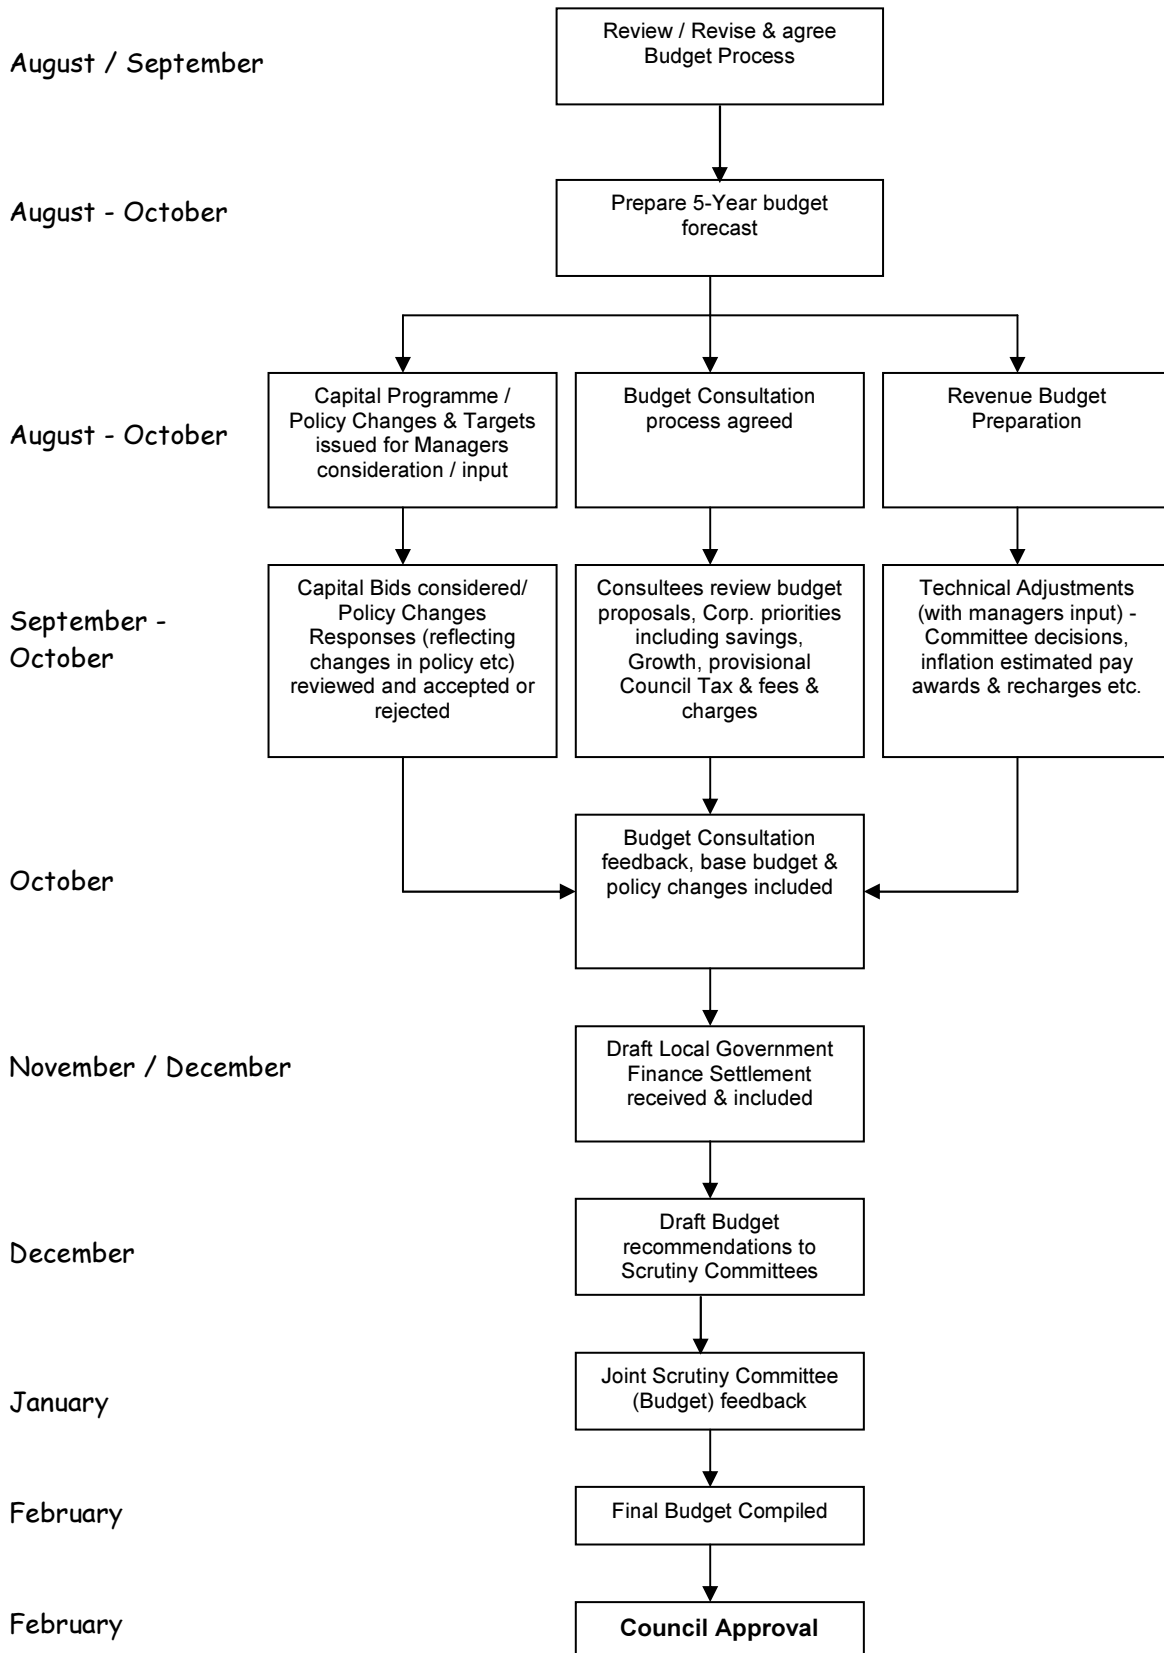 August / September
Review / Revise & agree
Budget Process
August - October
Prepare 5-Year budget
forecast
August - October
Capital Programme /
Policy Changes & Targets
issued for Managers
consideration / input
Budget Consultation
process agreed
Revenue Budget
Preparation
September -
October
Capital Bids considered/
Policy Changes
Responses (reflecting
changes in policy etc)
reviewed and accepted or
rejected
Consultees review budget
proposals, Corp. priorities
including savings,
Growth, provisional
Council Tax & fees &
charges
Technical Adjustments
(with managers input) -
Committee decisions,
inflation estimated pay
awards & recharges etc.
October
Budget Consultation
feedback, base budget &
policy changes included
November / December
Draft Local Government
Finance Settlement
received & included
December
Draft Budget
recommendations to
Scrutiny Committees
January
Joint Scrutiny Committee
(Budget) feedback
February
Final Budget Compiled
February
Council Approval